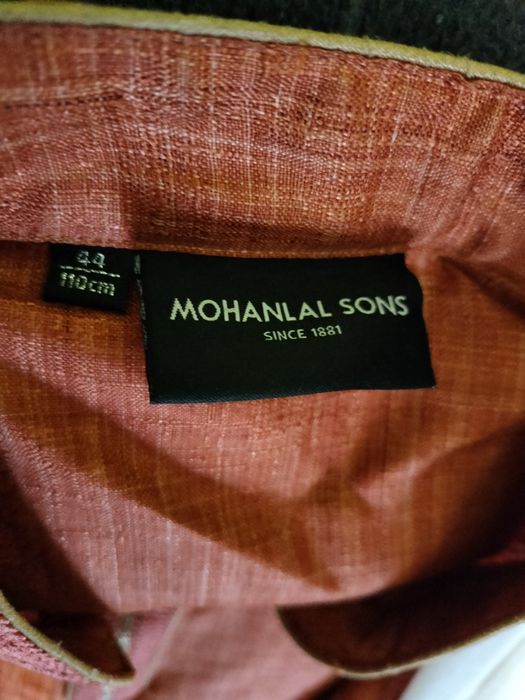 44
110cm
MOHANLAL SONS
SINCE 1881